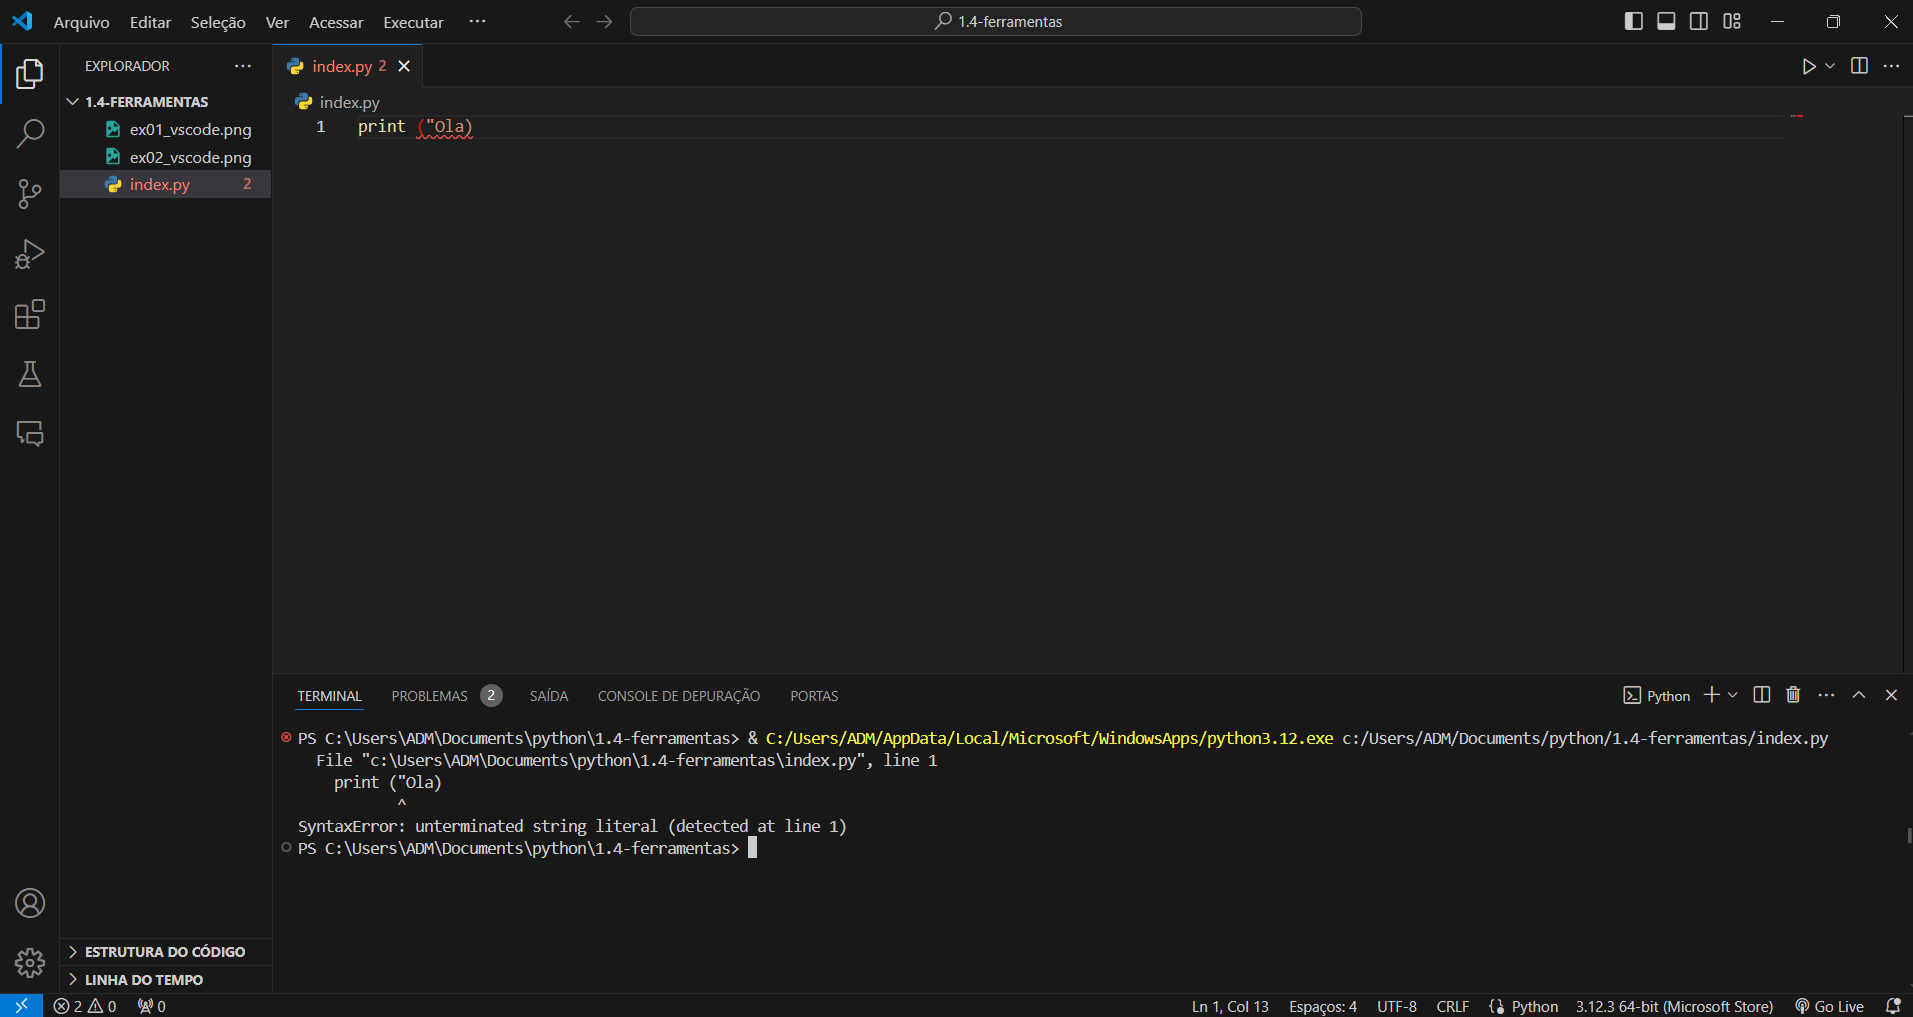 Arquivo Editar Seleção Ver Acessar Executar ···
1.4-ferramentas
EXPLORADOR ···
1.4-FERRAMENTAS
ex01_vscode.png
ex02_vscode.png
index.py 2
index.py 2
index.py
1 print ("Ola)
TERMINAL PROBLEMAS 2 SAÍDA CONSOLE DE DEPURAÇÃO PORTAS
Python
PS C:\Users\ADM\Documents\python\1.4-ferramentas> & C:/Users/ADM/AppData/Local/Microsoft/WindowsApps/python3.12.exe c:/Users/ADM/Documents/python/1.4-ferramentas/index.py
File "c:\Users\ADM\Documents\python\1.4-ferramentas\index.py", line 1
print ("Ola)
^
SyntaxError: unterminated string literal (detected at line 1)
PS C:\Users\ADM\Documents\python\1.4-ferramentas>
ESTRUTURA DO CÓDIGO
LINHA DO TEMPO
2 0 0
Ln 1, Col 13 Espaços: 4 UTF-8 CRLF Python 3.12.3 64-bit (Microsoft Store) Go Live